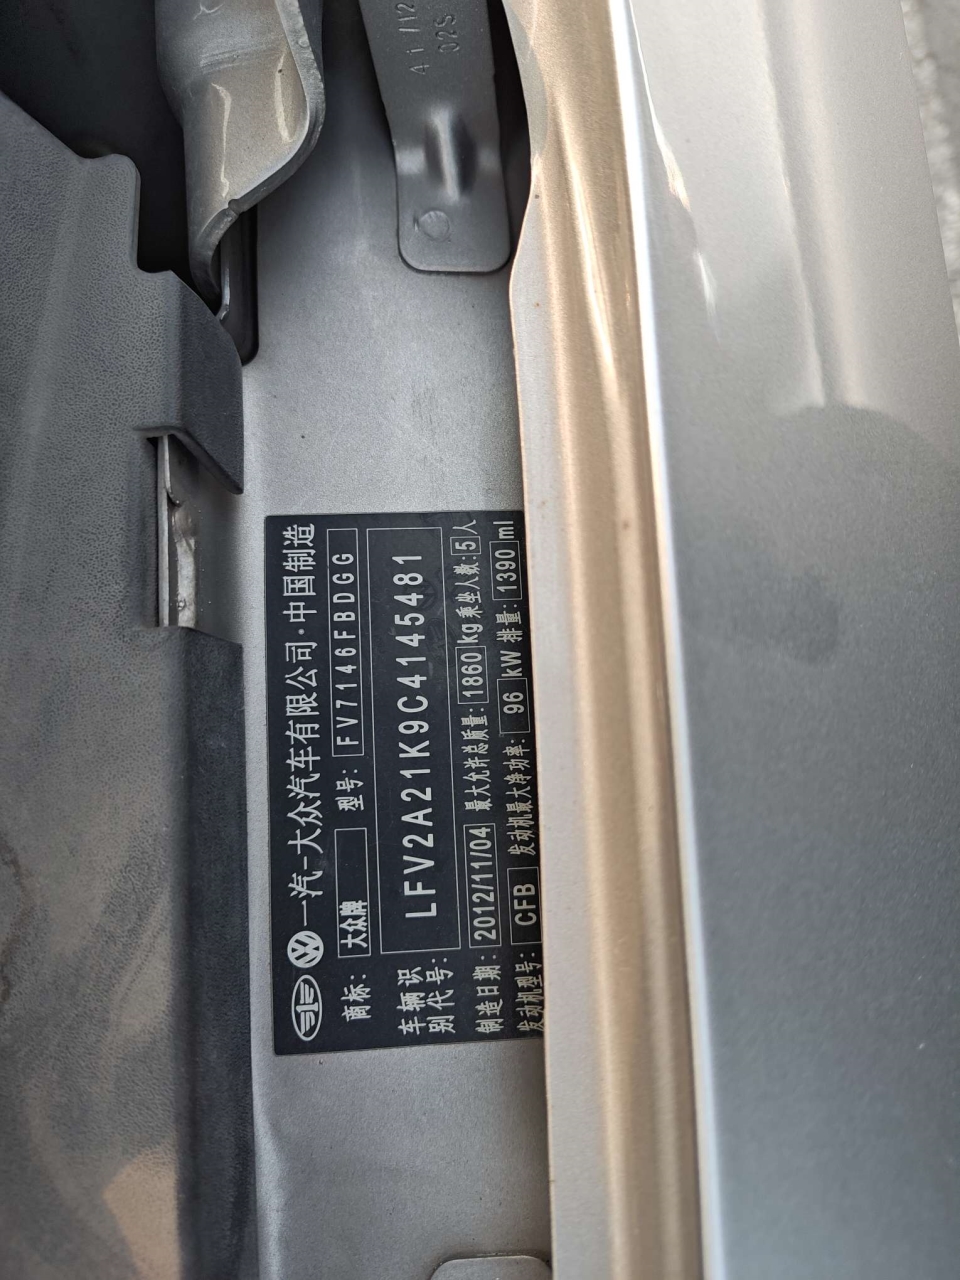 4i/12
02S
一汽-大众汽车有限公司·中国制造
商标: 大众牌 型号: FV7146FBDGG
车辆识别代号: LFV2A21K9C4145481
制造日期: 2012/11/04 最大允许总质量: 1860 kg 乘坐人数: 5 人
发动机型号: CFB 发动机最大净功率: 96 kW 排量: 1390 ml